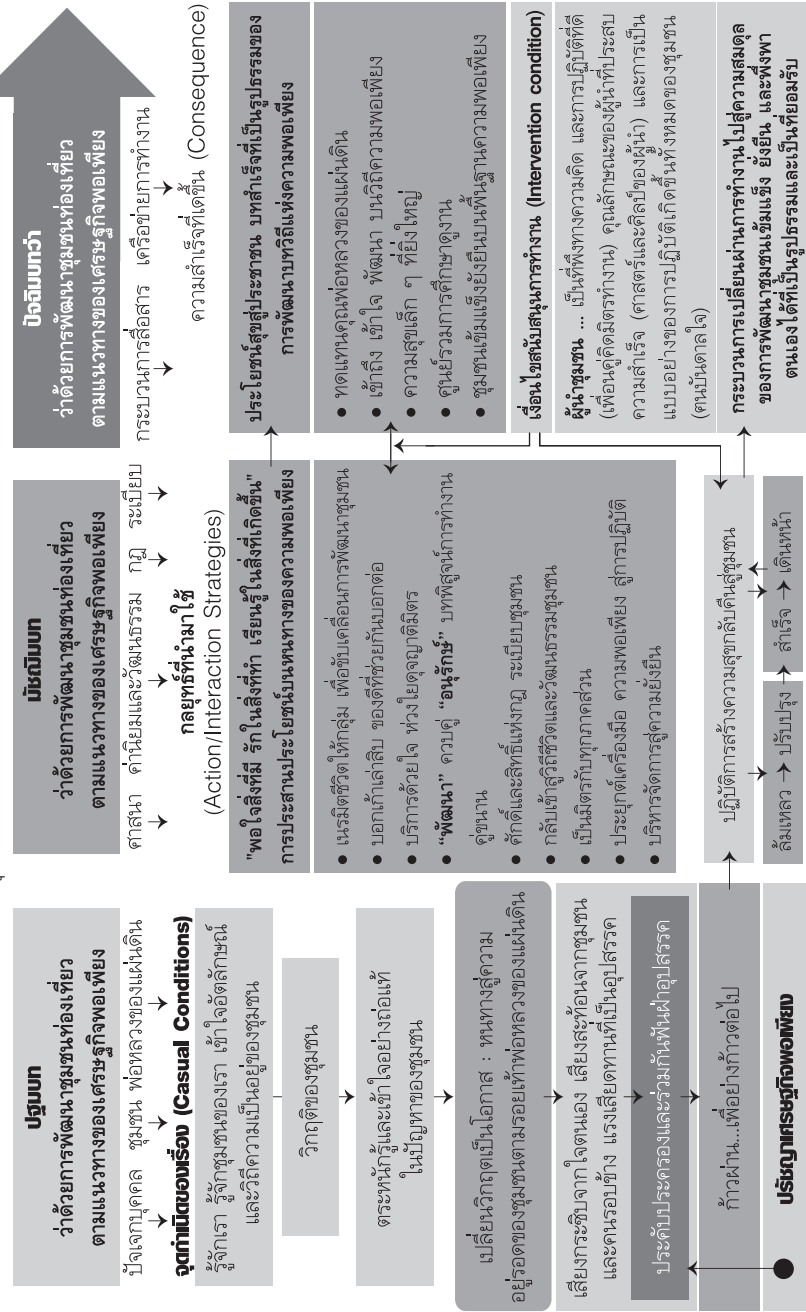 ปฐมบท
ว่าด้วยการพัฒนาชุมชนท่องเที่ยว
ตามแนวทางของเศรษฐกิจพอเพียง
ปัจเจกบุคคล ชุมชน พ่อหลวงของแผ่นดิน
จุดกำเนิดของเรื่อง (Casual Conditions)
รู้จักเรา รู้จักชุมชนของเรา เข้าใจอัตลักษณ์
และวิถีความเป็นอยู่ของชุมชน
วิกฤติของชุมชน
ตระหนักรู้และเข้าใจอย่างถ่อแท้
ในปัญหาของชุมชน
เปลี่ยนวิกฤตเป็นโอกาส : หนทางสู่ความ
อยู่รอดของชุมชนตามรอยเท้าพ่อหลวงของแผ่นดิน
เสียงกระซิบจากใจตนเอง เสียงสะท้อนจากชุมชน
และคนรอบข้าง แรงเสียดทานที่เป็นอุปสรรค
ประคับประครองและร่วมกันฟันฝ่าอุปสรรค
ก้าวผ่าน...เพื่อย่างก้าวต่อไป
ปรัชญาเศรษฐกิจพอเพียง
มัชฌิมบท
ว่าด้วยการพัฒนาชุมชนท่องเที่ยว
ตามแนวทางของเศรษฐกิจพอเพียง
ศาสนา ค่านิยมและวัฒนธรรม กฎ ระเบียบ
กลยุทธ์ที่นำมาใช้
(Action/Interaction Strategies)
"พอใจสิ่งที่มี รักในสิ่งที่ทำ เรียนรู้ในสิ่งที่เกิดขึ้น"
การประสานประโยชน์บนหนทางของความพอเพียง
• เนรมิตชีวิตให้กลุ่ม เพื่อขับเคลื่อนการพัฒนาชุมชน
• บอกเก้าเล่าสิบ ของดีที่ช่วยกันบอกต่อ
• บริการด้วยใจ ห่วงใยดุจญาติมิตร
• “พัฒนา” ควบคู่ “อนุรักษ์” บทพิสูจน์การทำงาน
คู่ขนาน
• ศักดิ์และสิทธิ์แห่งกฎ ระเบียบชุมชน
• กลับเข้าสู่วิถีชีวิตและวัฒนธรรมชุมชน
• เป็นมิตรกับทุกภาคส่วน
• ประยุกต์เครื่องมือ ความพอเพียง สู่การปฏิบัติ
• บริหารจัดการสู่ความยั่งยืน
ปฏิบัติการสร้างความสุขกลับคืนสู่ชุมชน
ล้มเหลว → ปรับปรุง
สำเร็จ → เดินหน้า
ปัจฉิมบทว่า
ว่าด้วยการพัฒนาชุมชนท่องเที่ยว
ตามแนวทางของเศรษฐกิจพอเพียง
กระบวนการสื่อสาร เครือข่ายการทำงาน
ความสำเร็จที่เดขึ้น (Consequence)
ประโยชน์สุขสู่ประชาชน บทสำเร็จที่เป็นรูปธรรมของ
การพัฒนาบทวิถีแห่งความพอเพียง
• ทดแทนคุณพ่อหลวงของแผ่นดิน
• เข้าถึง เข้าใจ พัฒนา บนวิถีความพอเพียง
• ความสุขเล็ก ๆ ที่ยิ่งใหญ่
• ศูนย์รวมการศึกษาดูงาน
• ชุมชนเข้มแข็งยั่งยืนบนพื้นฐานความพอเพียง
เงื่อนไขสนับสนุนการทำงาน (Intervention condition)
ผู้นำชุมชน ... เป็นที่พึ่งทางความคิด และการปฏิบัติที่ดี
(เพื่อนคู่คิดมิตรทำงาน) คุณลักษณะของผู้นำที่ประสบ
ความสำเร็จ (ศาสตร์และศิลป์ของผู้นำ) และการเป็น
แบบอย่างของการปฏิบัติเกิดขึ้นทั้งหมดของชุมชน
(ฅนบันดาลใจ)
กระบวนการเปลี่ยนผ่านการทำงานไปสู่ความสมดุล
ของการพัฒนาชุมชนเข้มแข็ง ยั่งยืน และพึ่งพา
ตนเองได้ที่เป็นรูปธรรมและเป็นที่ยอมรับ